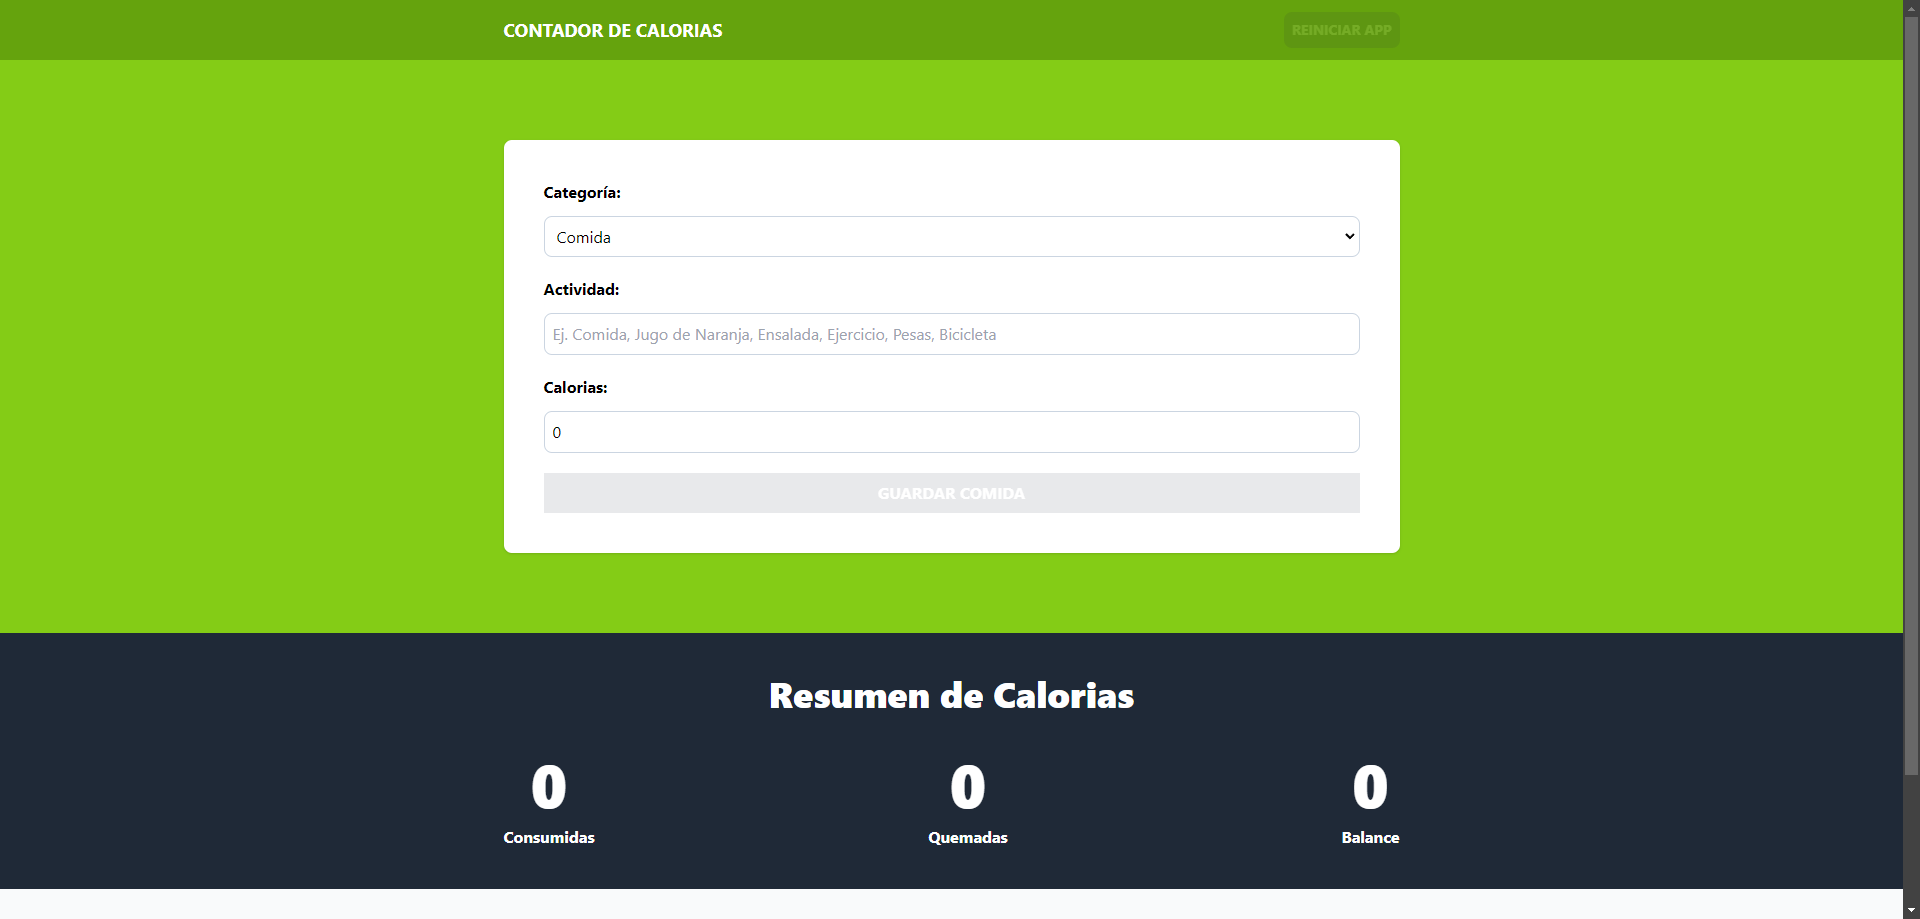 CONTADOR DE CALORIAS
REINICIAR APP
Categoría:
Comida
Actividad:
Ej. Comida, Jugo de Naranja, Ensalada, Ejercicio, Pesas, Bicicleta
Calorias:
0
GUARDAR COMIDA
Resumen de Calorias
0 0 0
Consumidas Quemadas Balance